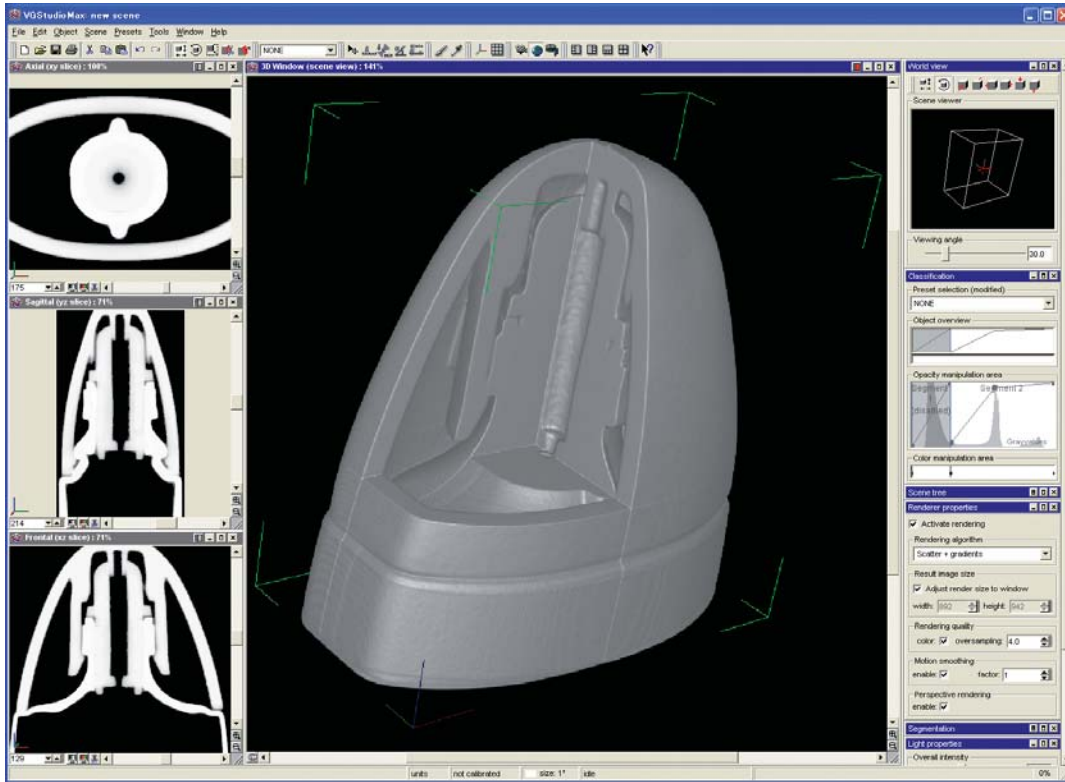 VGStudioMax: new scene
File Edit Object Scene Presets Tools Window Help
NONE
Axial (xy slice) : 100%
175
Sagittal (yz slice) : 71%
214
Frontal (xz slice) : 71%
129
3D Window (scene view) : 141%
World view
Scene viewer
Viewing angle
30.0
Classification
Preset selection (modified)
NONE
Object overview
Opacity manipulation area
Segment 2
(disabled)
Grayvalues
Color manipulation area
Scene tree
Renderer properties
Activate rendering
Rendering algorithm
Scatter + gradients
Result image size
Adjust render size to window
width: 892 height: 942
Rendering quality
color: oversampling: 4.0
Motion smoothing
enable: factor: 1
Perspective rendering
enable:
Segmentation
Light properties
Overall intensity
units not calibrated size: 1° idle 0%